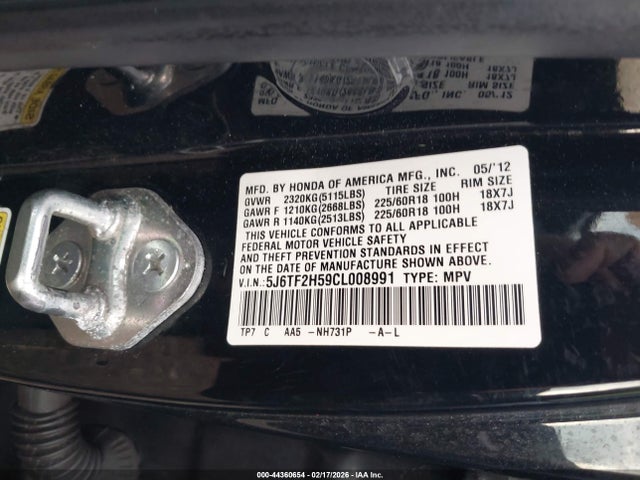 MFD. BY HONDA OF AMERICA MFG., INC. 05/'12
GVWR 2320KG(5115LBS) TIRE SIZE RIM SIZE
GAWR F 1210KG(2668LBS) 225/60R18 100H 18X7J
GAWR R 1140KG(2513LBS) 225/60R18 100H 18X7J
THIS VEHICLE CONFORMS TO ALL APPLICABLE
FEDERAL MOTOR VEHICLE SAFETY
AND THEFT PREVENTION STANDARDS IN EFFECT
ON THE DATE OF MANUFACTURE SHOWN ABOVE.
V.I.N.:5J6TF2H59CL008991 TYPE: MPV
TP7 C AA5 -NH731P -A-L
000-44360654 | 02/17/2026 | IAA Inc.